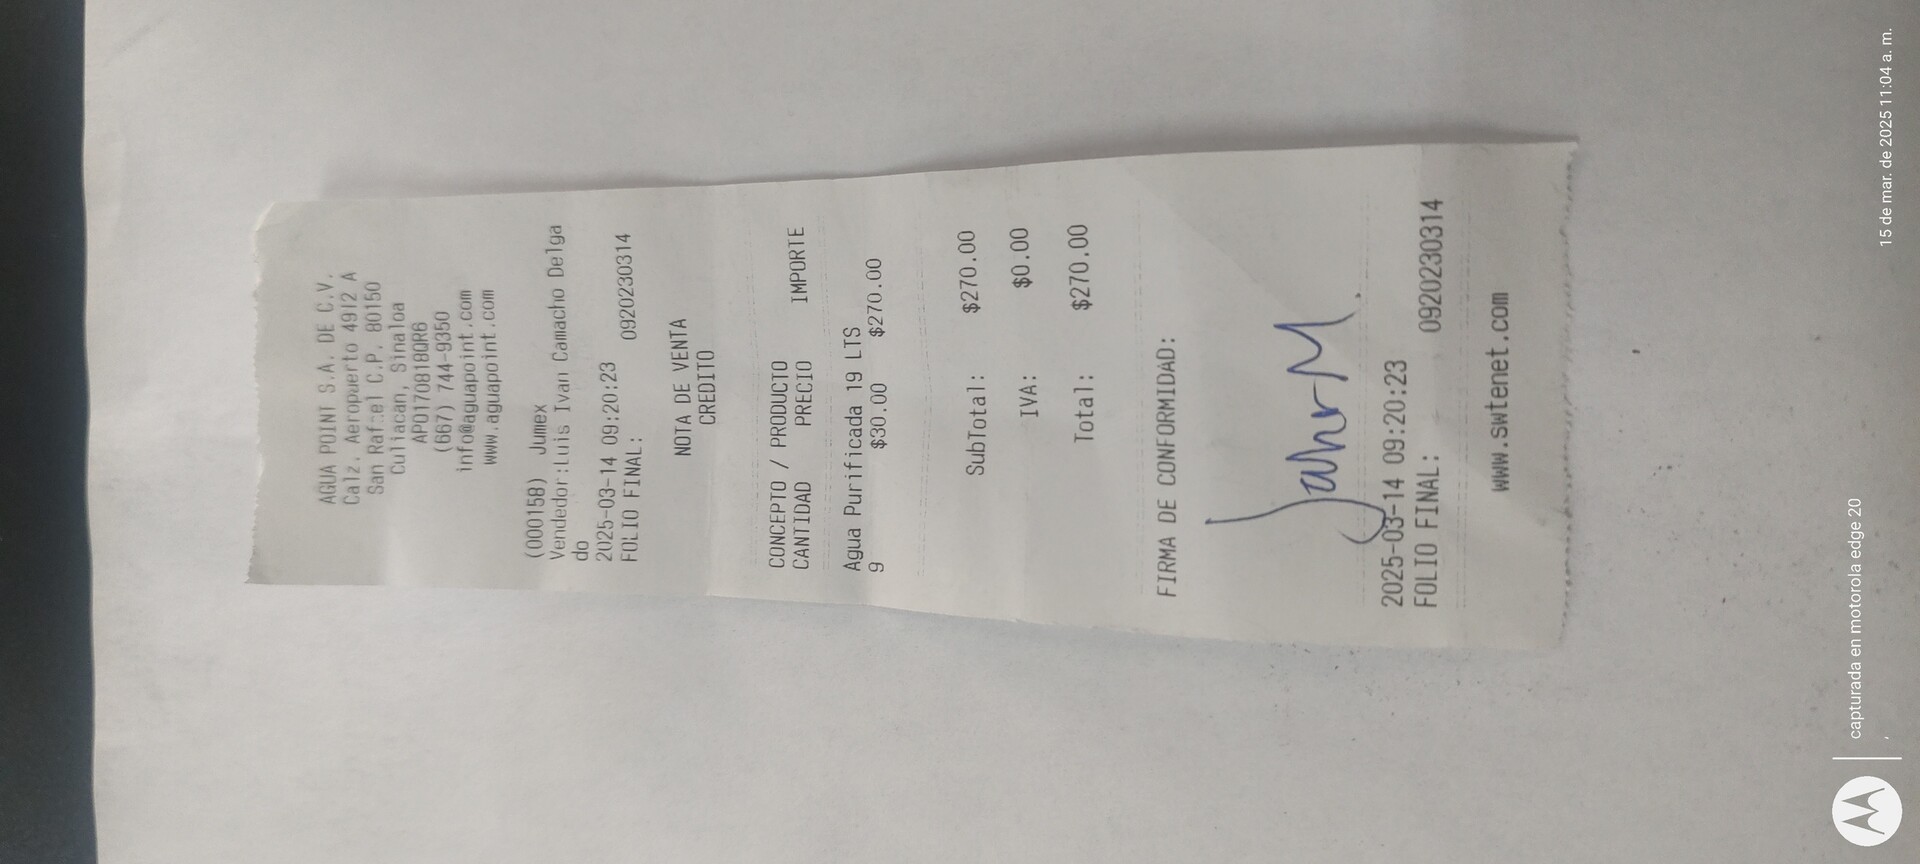 AGUA POINT S.A. DE C.V.
Calz. Aeropuerto 4912 A
San Rafael C.P. 80150
Culiacan, Sinaloa
APO170818QR6
(667) 744-9350
info@aguapoint.com
www.aguapoint.com
(000158) Jumex
Vendedor:Luis Ivan Camacho Delga
do
2025-03-14 09:20:23
FOLIO FINAL: 0920230314
NOTA DE VENTA
CREDITO
CONCEPTO / PRODUCTO
CANTIDAD PRECIO IMPORTE
Agua Purificada 19 LTS
9 $30.00 $270.00
SubTotal: $270.00
IVA: $0.00
Total: $270.00
FIRMA DE CONFORMIDAD:
2025-03-14 09:20:23
FOLIO FINAL: 0920230314
www.swtenet.com
capturada en motorola edge 20
15 de mar. de 2025 11:04 a. m.